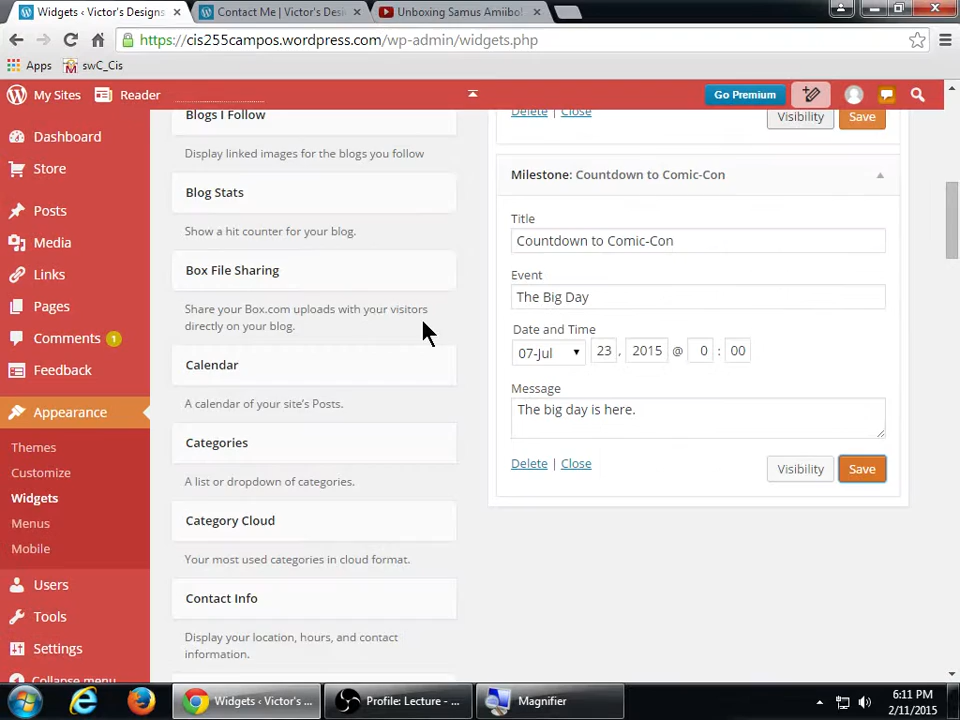 Widgets ‹ Victor's Designs
Contact Me | Victor's Desi
Unboxing Samus Amiibo
https://cis255campos.wordpress.com/wp-admin/widgets.php
Apps
swC_Cis
My Sites
Reader
Go Premium
Dashboard
Store
Posts
Media
Links
Pages
Comments 1
Feedback
Appearance
Themes
Customize
Widgets
Menus
Mobile
Users
Tools
Settings
Collapse menu
Blogs I Follow
Display linked images for the blogs you follow
Blog Stats
Show a hit counter for your blog.
Box File Sharing
Share your Box.com uploads with your visitors
directly on your blog.
Calendar
A calendar of your site's Posts.
Categories
A list or dropdown of categories.
Category Cloud
Your most used categories in cloud format.
Contact Info
Display your location, hours, and contact
information.
Delete | Close
Visibility
Save
Milestone: Countdown to Comic-Con
Title
Countdown to Comic-Con
Event
The Big Day
Date and Time
07-Jul 23 , 2015 @ 0 : 00
Message
The big day is here.
Delete | Close
Visibility
Save
Widgets ‹ Victor's ...
Profile: Lecture - ...
Magnifier
6:11 PM
2/11/2015